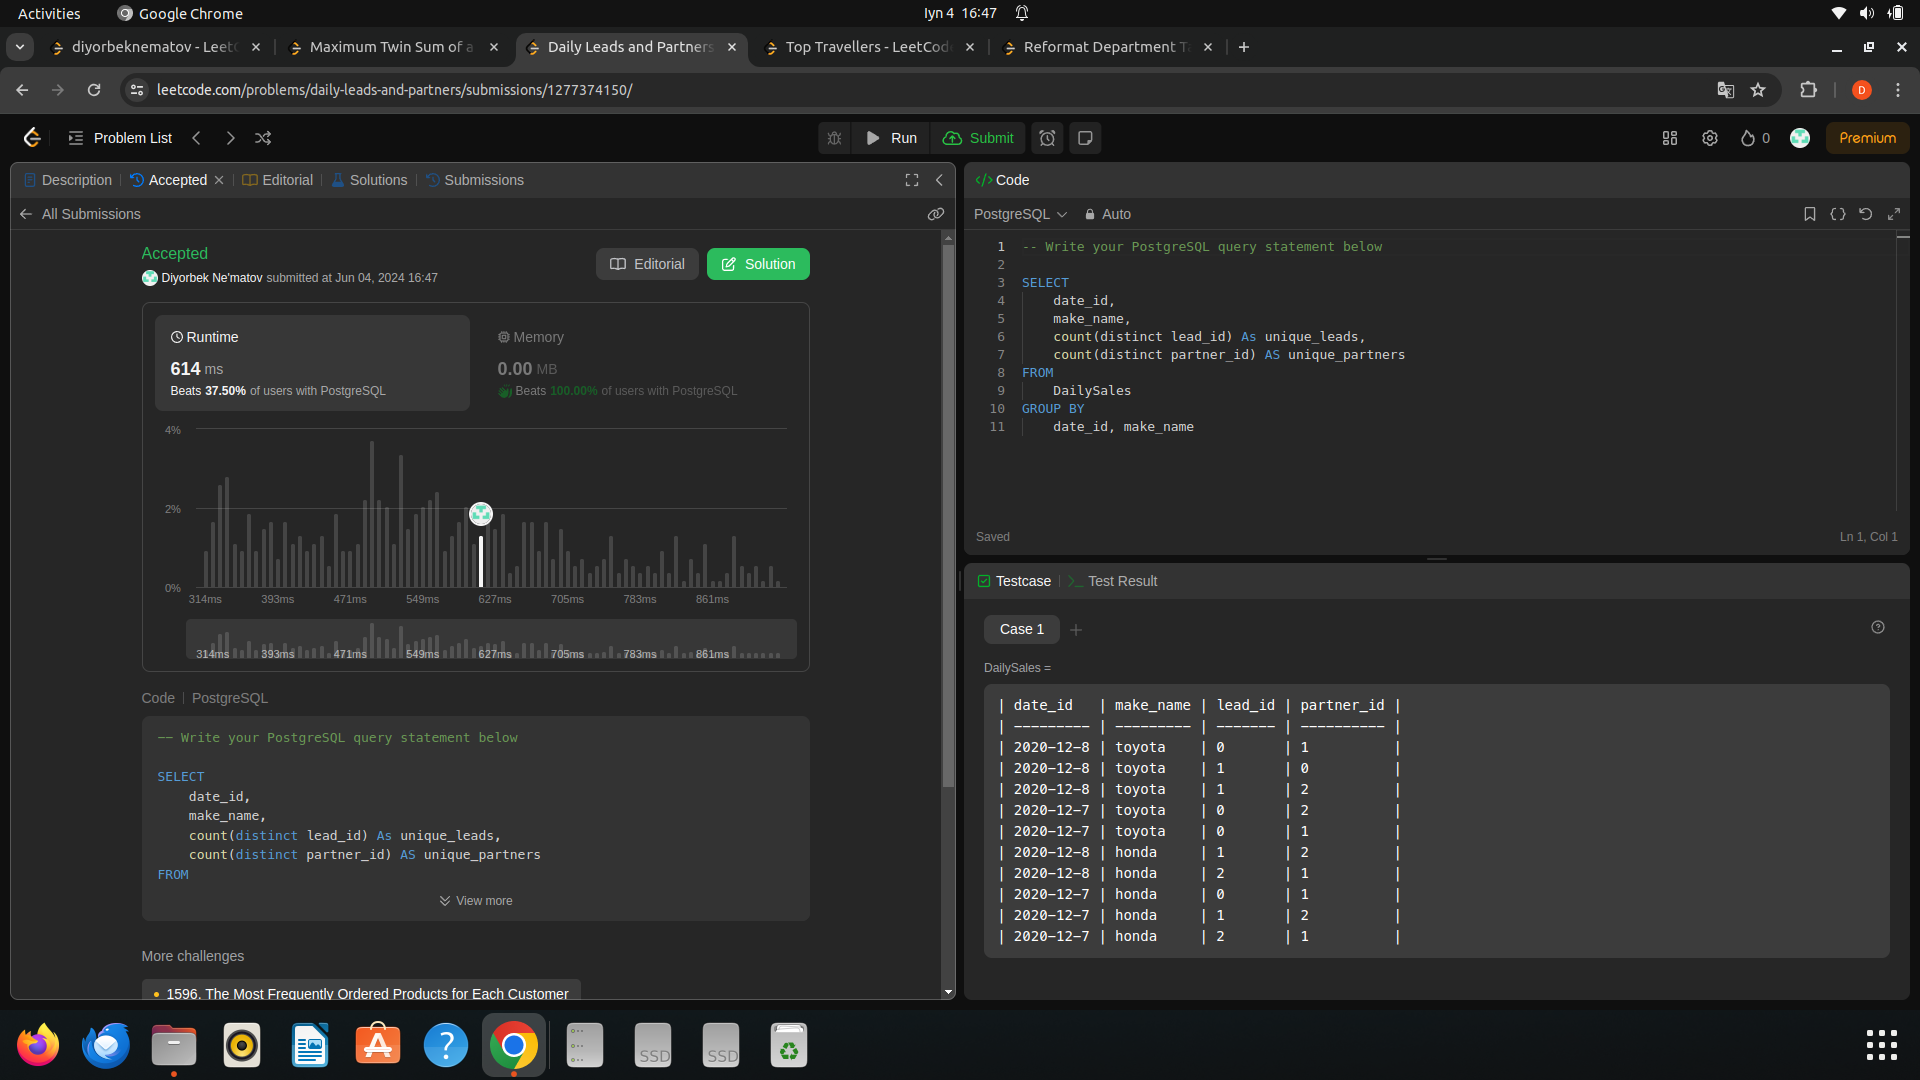 Activities
Google Chrome
Iyn 4 16:47
diyorbeknematov - LeetC
Maximum Twin Sum of a
Daily Leads and Partners
Top Travellers - LeetCod
Reformat Department T
leetcode.com/problems/daily-leads-and-partners/submissions/1277374150/
D
Problem List
Run
Submit
0
Premium
Description
Accepted
Editorial
Solutions
Submissions
All Submissions
Accepted
Diyorbek Ne'matov submitted at Jun 04, 2024 16:47
Editorial
Solution
Runtime
614 ms
Beats 37.50% of users with PostgreSQL
Memory
0.00 MB
Beats 100.00% of users with PostgreSQL
4%
2%
0%
314ms 393ms 471ms 549ms 627ms 705ms 783ms 861ms
314ms 393ms 471ms 549ms 627ms 705ms 783ms 861ms
Code | PostgreSQL
-- Write your PostgreSQL query statement below
SELECT
date_id,
make_name,
count(distinct lead_id) As unique_leads,
count(distinct partner_id) AS unique_partners
FROM
View more
More challenges
1596. The Most Frequently Ordered Products for Each Customer
Code
PostgreSQL
Auto
1 -- Write your PostgreSQL query statement below
2
3 SELECT
4 date_id,
5 make_name,
6 count(distinct lead_id) As unique_leads,
7 count(distinct partner_id) AS unique_partners
8 FROM
9 DailySales
10 GROUP BY
11 date_id, make_name
Saved
Ln 1, Col 1
Testcase
Test Result
Case 1
DailySales =
| date_id | make_name | lead_id | partner_id |
| --------- | --------- | ------- | ---------- |
| 2020-12-8 | toyota | 0 | 1 |
| 2020-12-8 | toyota | 1 | 0 |
| 2020-12-8 | toyota | 1 | 2 |
| 2020-12-7 | toyota | 0 | 2 |
| 2020-12-7 | toyota | 0 | 1 |
| 2020-12-8 | honda | 1 | 2 |
| 2020-12-8 | honda | 2 | 1 |
| 2020-12-7 | honda | 0 | 1 |
| 2020-12-7 | honda | 1 | 2 |
| 2020-12-7 | honda | 2 | 1 |
SSD
SSD